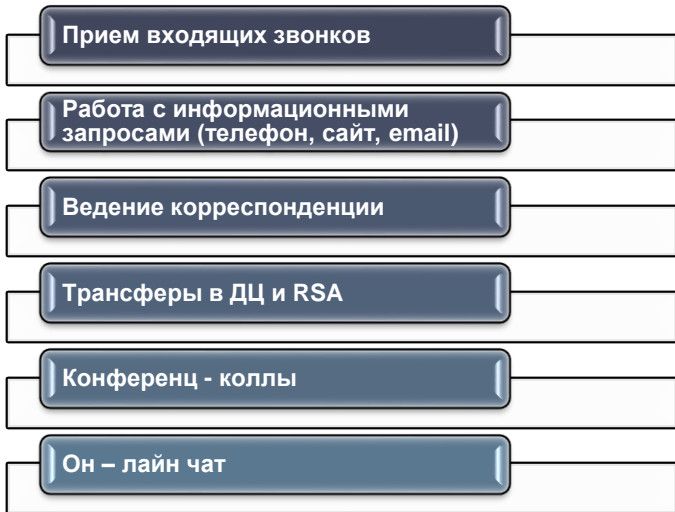 Прием входящих звонков
Работа с информационными
запросами (телефон, сайт, email)
Ведение корреспонденции
Трансферы в ДЦ и RSA
Конференц - коллы
Он – лайн чат